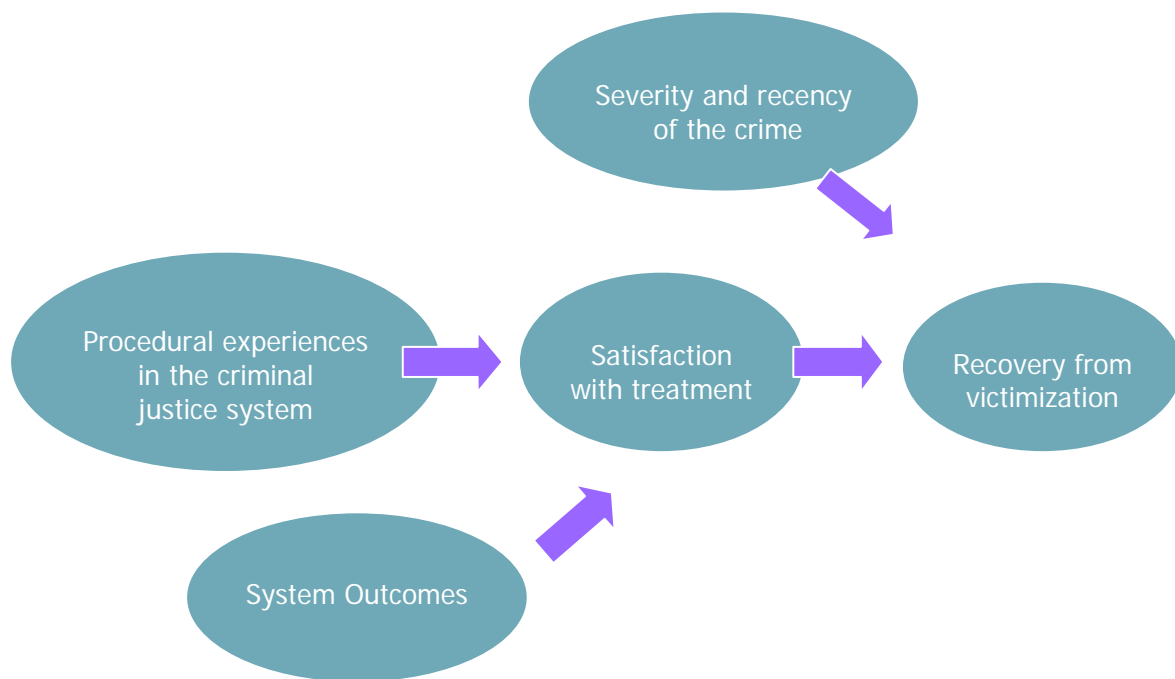 Severity and recency
of the crime
Procedural experiences
in the criminal
justice system
Satisfaction
with treatment
Recovery from
victimization
System Outcomes